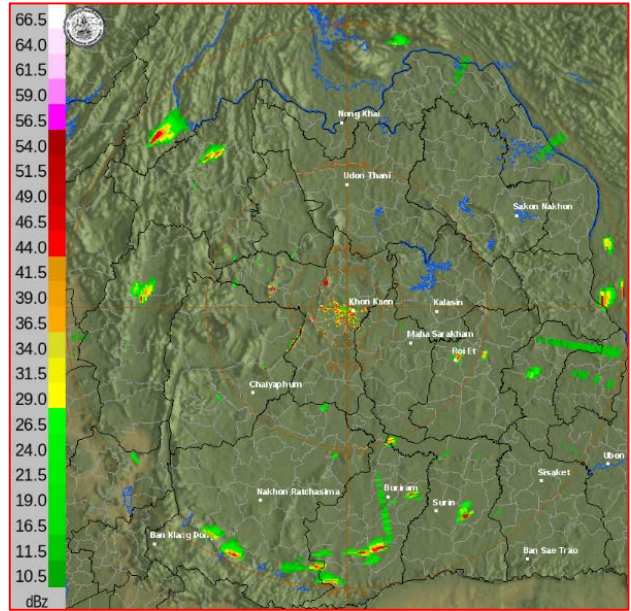 66.5
64.0
61.5
59.0
56.5
54.0
51.5
49.0
46.5
44.0
41.5
39.0
36.5
34.0
31.5
29.0
26.5
24.0
21.5
19.0
16.5
14.0
11.5
10.5
dBz
Nong Khai
Udon Thani
Sakon Nakhon
Khon Kaen
Kalasin
Maha Sarakham
Roi Et
Chaiyaphum
Ubon
Sisaket
Nakhon Ratchasima
Buriram
Surin
Ban Klang Dong
Ban Sae Trao